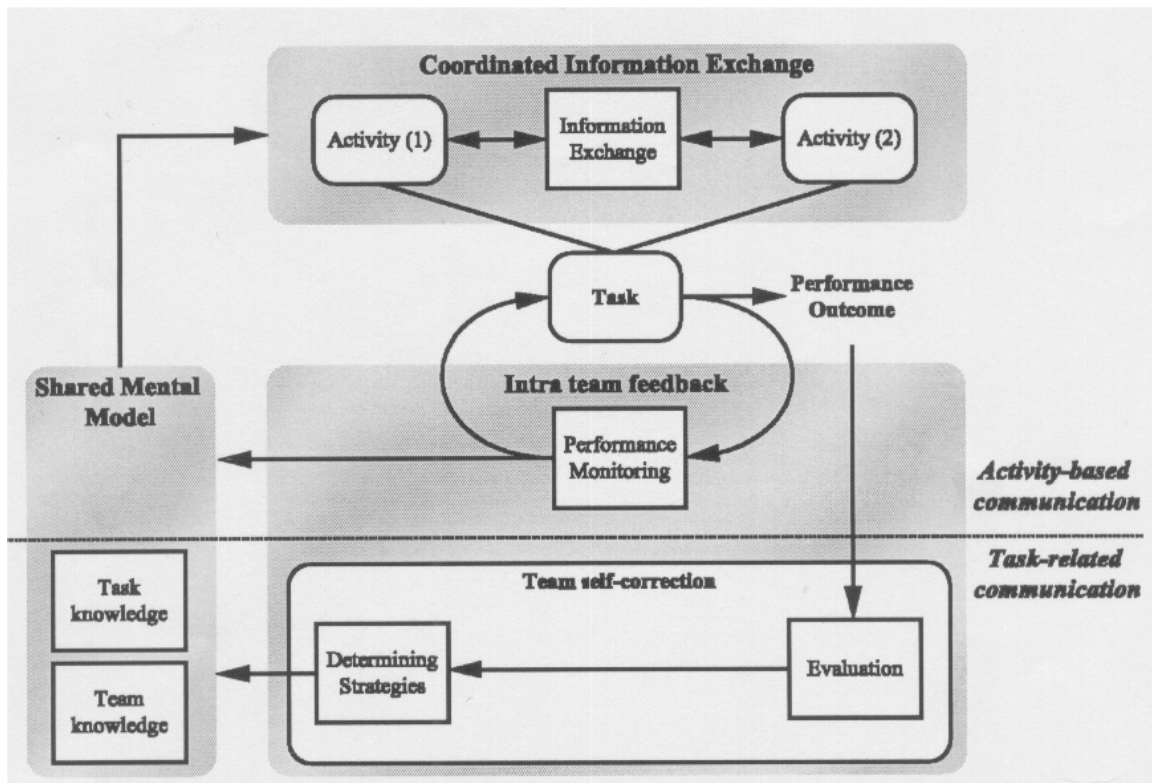 Coordinated Information Exchange
Activity (1)
Information
Exchange
Activity (2)
Task
Performance
Outcome
Shared Mental
Model
Intra team feedback
Performance
Monitoring
Activity-based
communication
Task-related
communication
Task
knowledge
Team
knowledge
Team self-correction
Determining
Strategies
Evaluation